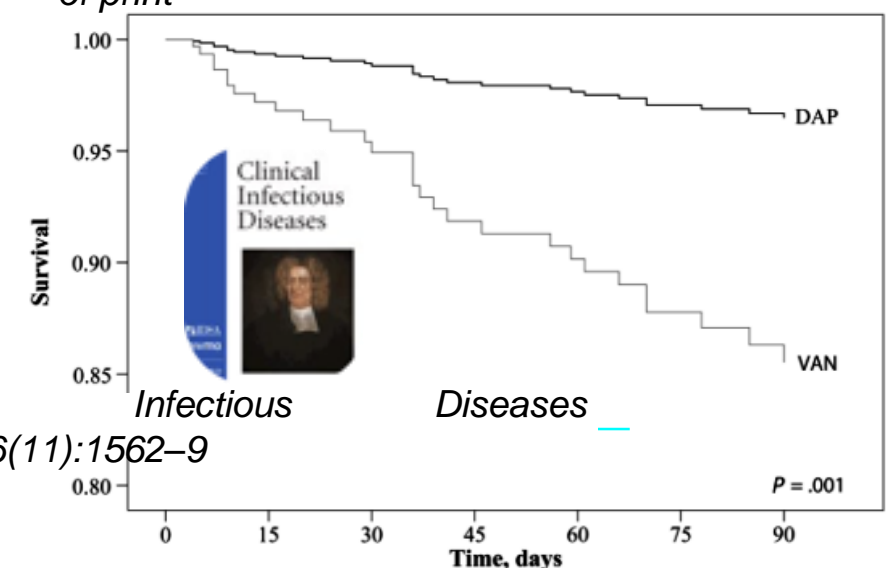 of print
1.00
DAP
0.95
Clinical
Infectious
Diseases
Survival
0.90
VAN
0.85
Infectious Diseases
6(11):1562–9
0.80
P = .001
0 15 30 45 60 75 90
Time, days